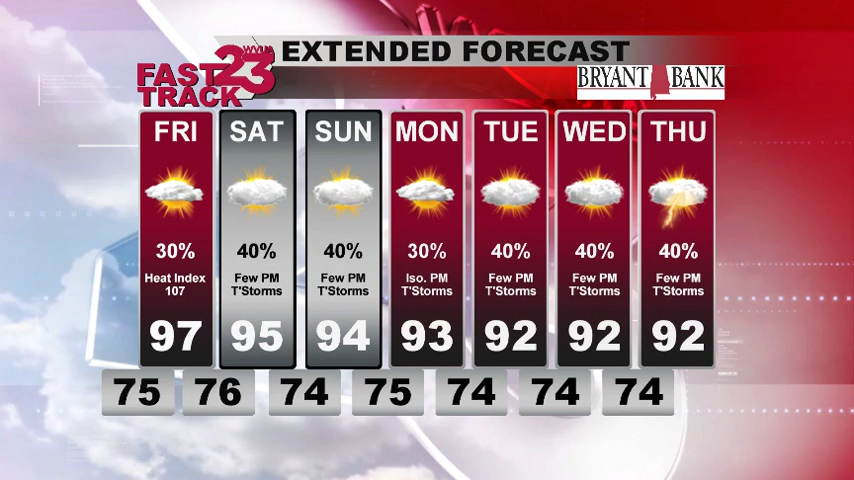 EXTENDED FORECAST
WVUA
23
FAST
TRACK
BRYANT BANK
FRI SAT SUN MON TUE WED THU
30% 40% 40% 30% 40% 40% 40%
Heat Index Few PM Few PM Iso. PM Few PM Few PM Few PM
107 T'Storms T'Storms T'Storms T'Storms T'Storms T'Storms
97 95 94 93 92 92 92
75 76 74 75 74 74 74